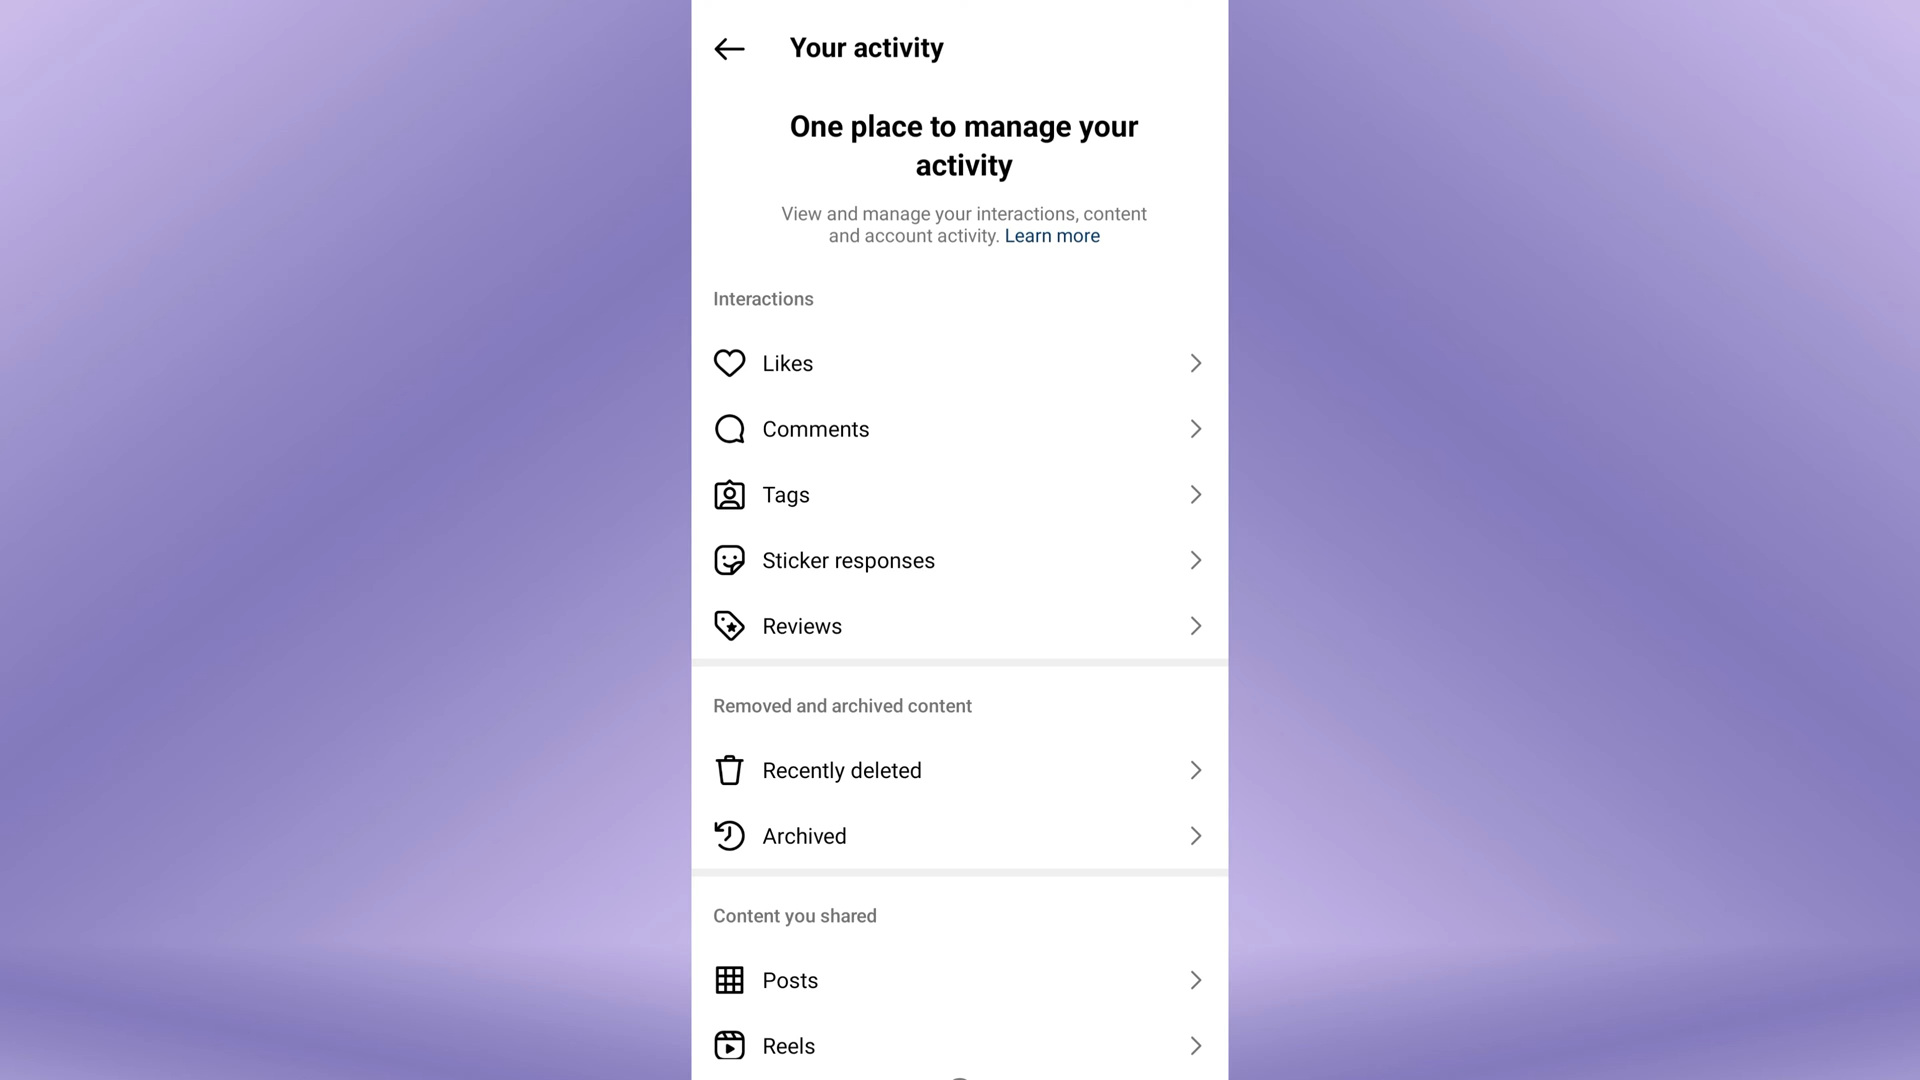 Your activity
One place to manage your
activity
View and manage your interactions, content
and account activity. Learn more
Interactions
Likes
Comments
Tags
Sticker responses
Reviews
Removed and archived content
Recently deleted
Archived
Content you shared
Posts
Reels